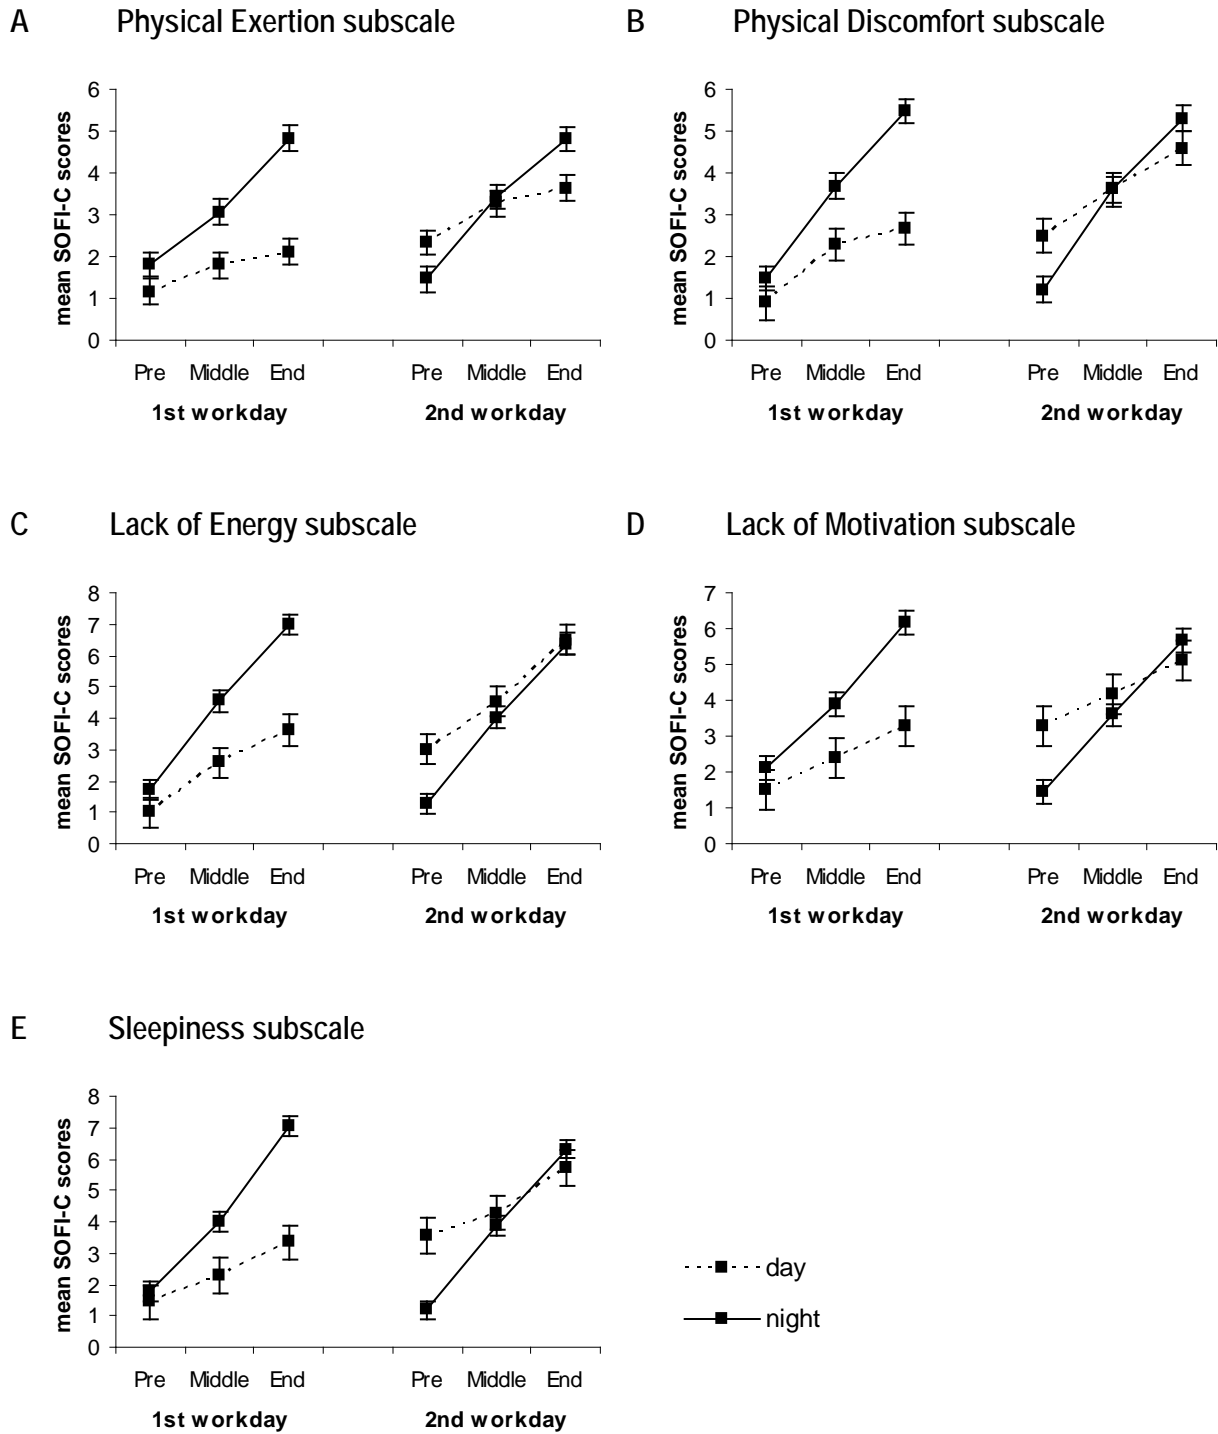 A Physical Exertion subscale
mean SOFI-C scores
6
5
4
3
2
1
0
Pre Middle End Pre Middle End
1st workday 2nd workday
B Physical Discomfort subscale
mean SOFI-C scores
6
5
4
3
2
1
0
Pre Middle End Pre Middle End
1st workday 2nd workday
C Lack of Energy subscale
mean SOFI-C scores
8
7
6
5
4
3
2
1
0
Pre Middle End Pre Middle End
1st workday 2nd workday
D Lack of Motivation subscale
mean SOFI-C scores
7
6
5
4
3
2
1
0
Pre Middle End Pre Middle End
1st workday 2nd workday
E Sleepiness subscale
mean SOFI-C scores
8
7
6
5
4
3
2
1
0
Pre Middle End Pre Middle End
1st workday 2nd workday
day
night